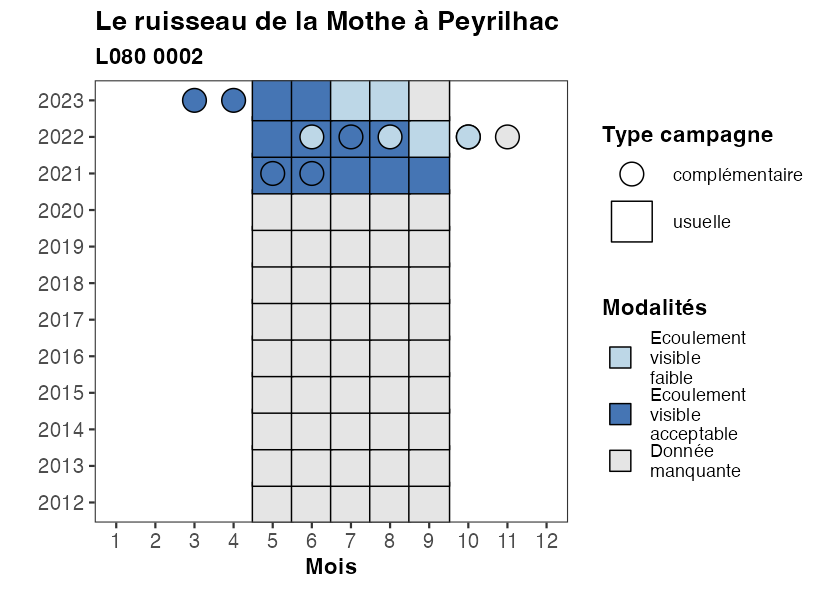 Le ruisseau de la Mothe à Peyrilhac
L080 0002
2023
2022
2021
2020
2019
2018
2017
2016
2015
2014
2013
2012
1 2 3 4 5 6 7 8 9 10 11 12
Mois
Type campagne
complémentaire
usuelle
Modalités
Ecoulement
visible
faible
Ecoulement
visible
acceptable
Donnée
manquante